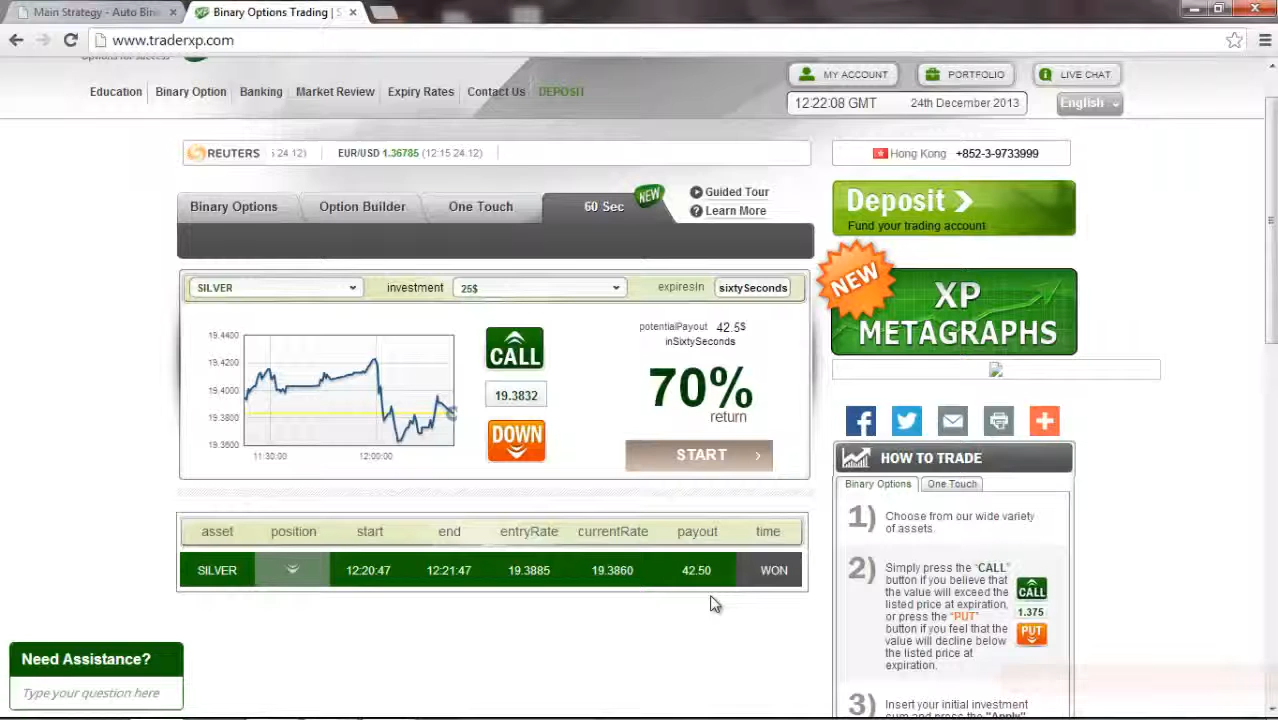 Main Strategy - Auto Bin
Binary Options Trading | S
www.traderxp.com
Education
Binary Option
Banking
Market Review
Expiry Rates
Contact Us
DEPOSIT
MY ACCOUNT
PORTFOLIO
LIVE CHAT
12:22:08 GMT 24th December 2013
English
REUTERS
24 12)
EUR/USD 1.36785 (12:15 24.12)
Hong Kong +852-3-9733999
Binary Options
Option Builder
One Touch
60 Sec
NEW
Guided Tour
Learn More
Deposit
Fund your trading account
SILVER
investment
25$
expiresIn
sixtySeconds
NEW
XP
METAGRAPHS
potentialPayout 42.5$
inSixtySeconds
70%
return
START
19.4400
19.4200
19.4000
19.3800
19.3600
11:30:00
12:00:00
CALL
19.3832
DOWN
HOW TO TRADE
Binary Options
One Touch
1) Choose from our wide variety
of assets.
2) Simply press the "CALL"
button if you believe that
the value will exceed the
listed price at expiration,
or press the "PUT"
button if you feel that the
value will decline below
the listed price at
expiration.
CALL
1.375
PUT
3) Insert your initial investment
sum and press the "Apply"
asset position start end entryRate currentRate payout time
SILVER 12:20:47 12:21:47 19.3885 19.3860 42.50 WON
Need Assistance?
Type your question here